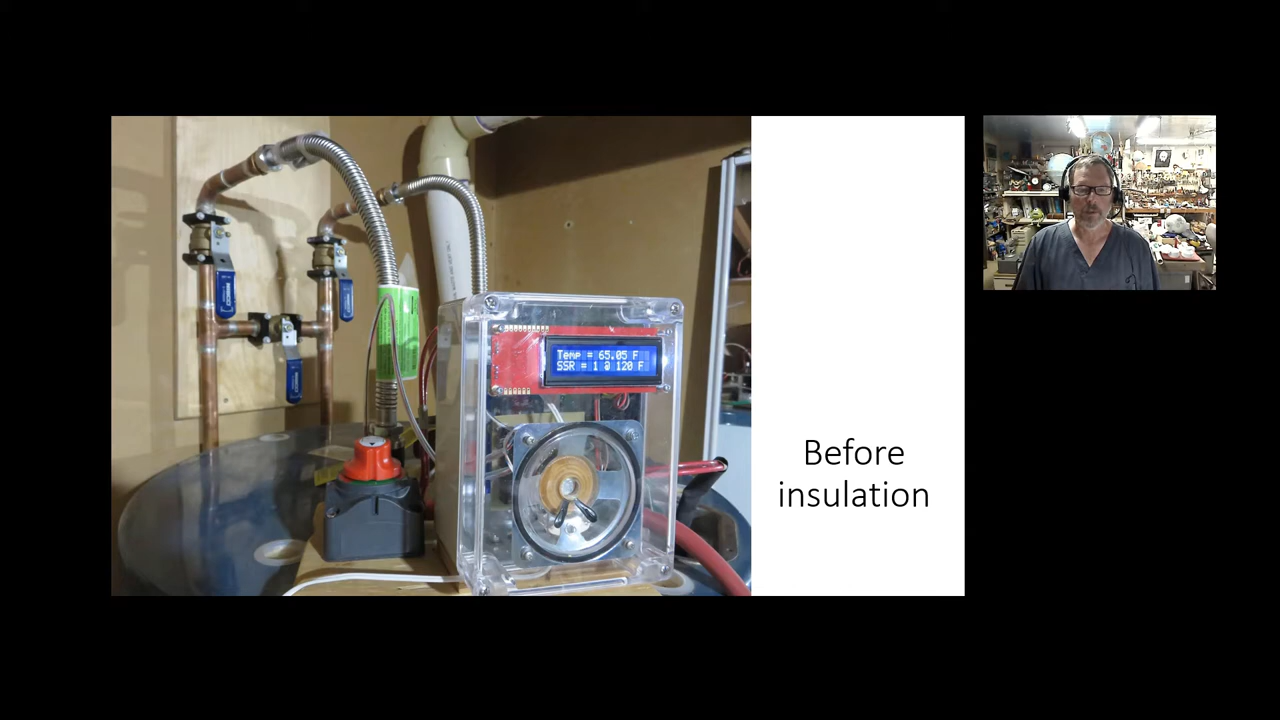 Temp = 65.05 F
SSR = 1 @ 120 F
Before
insulation